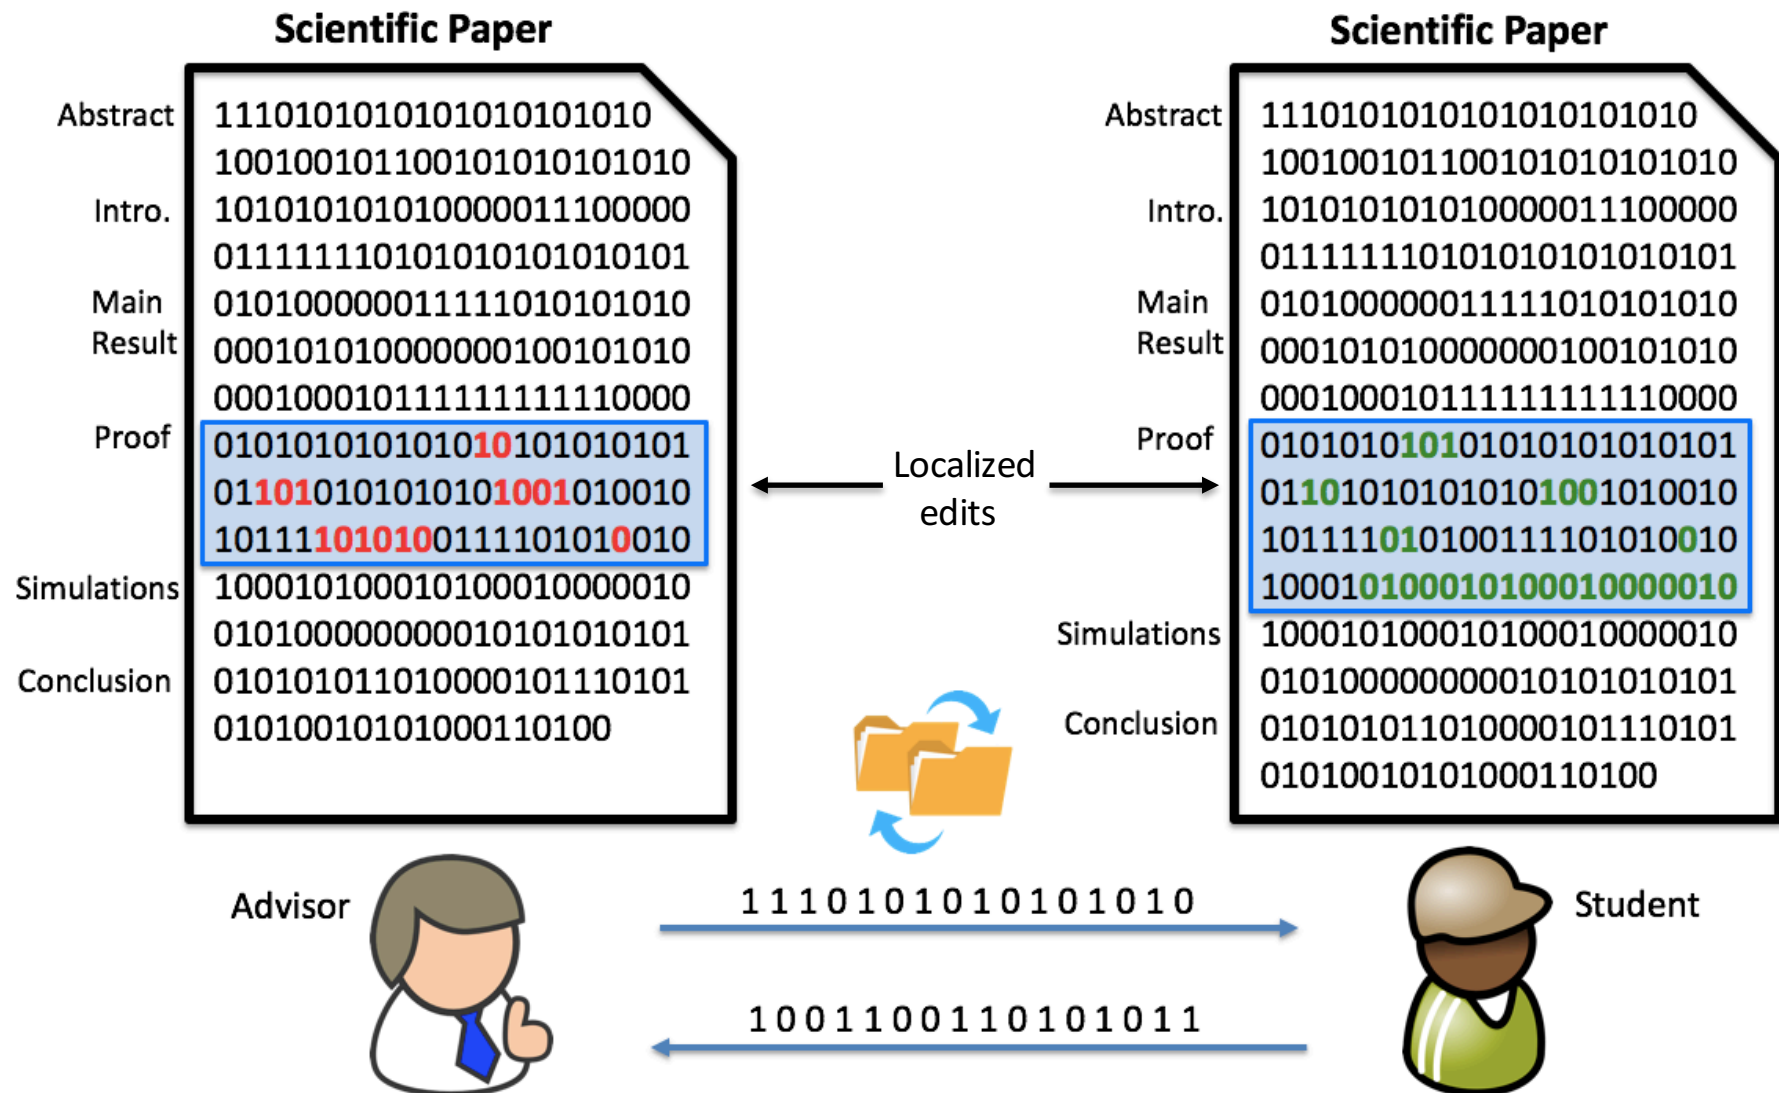 Scientific Paper
Abstract
1110101010101010101010
100100101100101010101010
Intro.
101010101010000011100000
011111110101010101010101
Main
Result
010100000011111010101010
000101010000000100101010
000100010111111111110000
Proof
010101010101010101010101
011010101010101001010010
101111010100111101010010
Simulations
100010100010100010000010
010100000000010101010101
Conclusion
010101011010000101110101
01010010101000110100
Scientific Paper
Abstract
1110101010101010101010
100100101100101010101010
Intro.
101010101010000011100000
011111110101010101010101
Main
Result
010100000011111010101010
000101010000000100101010
000100010111111111110000
Proof
010101010101010101010101
011010101010101001010010
101111010100111101010010
100010100010100010000010
Simulations
100010100010100010000010
010100000000010101010101
Conclusion
010101011010000101110101
01010010101000110100
Localized
edits
Advisor
1 1 1 0 1 0 1 0 1 0 1 0 1 0 1 0
1 0 0 1 1 0 0 1 1 0 1 0 1 0 1 1
Student